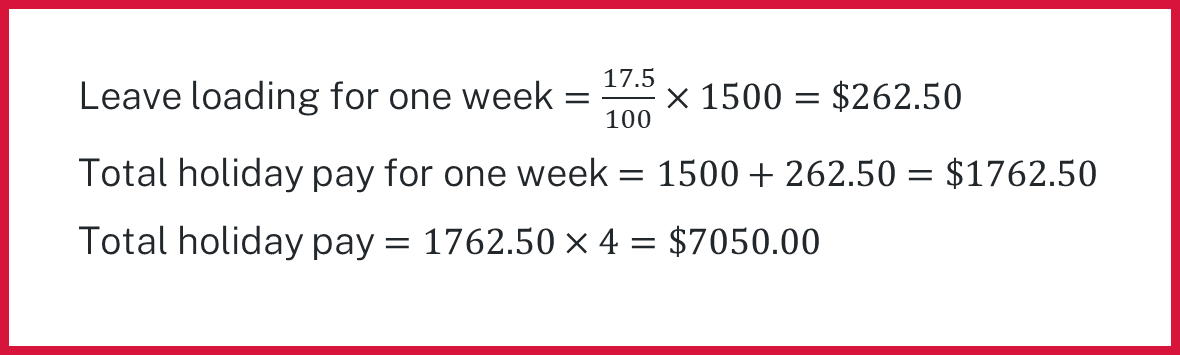 Leave loading for one week = 17.5/100 × 1500 = $262.50
Total holiday pay for one week = 1500 + 262.50 = $1762.50
Total holiday pay = 1762.50 × 4 = $7050.00